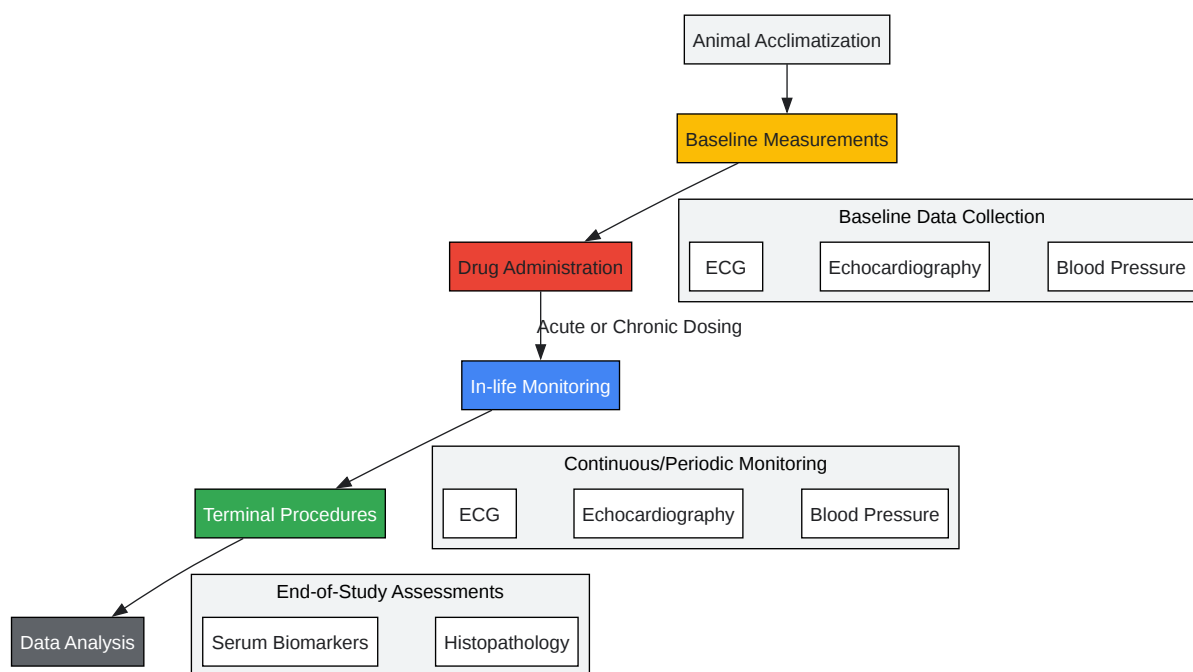 Animal Acclimatization
Baseline Measurements
Baseline Data Collection
Drug Administration
ECG
Echocardiography
Blood Pressure
Acute or Chronic Dosing
In-life Monitoring
Continuous/Periodic Monitoring
Terminal Procedures
ECG
Echocardiography
Blood Pressure
End-of-Study Assessments
Data Analysis
Serum Biomarkers
Histopathology